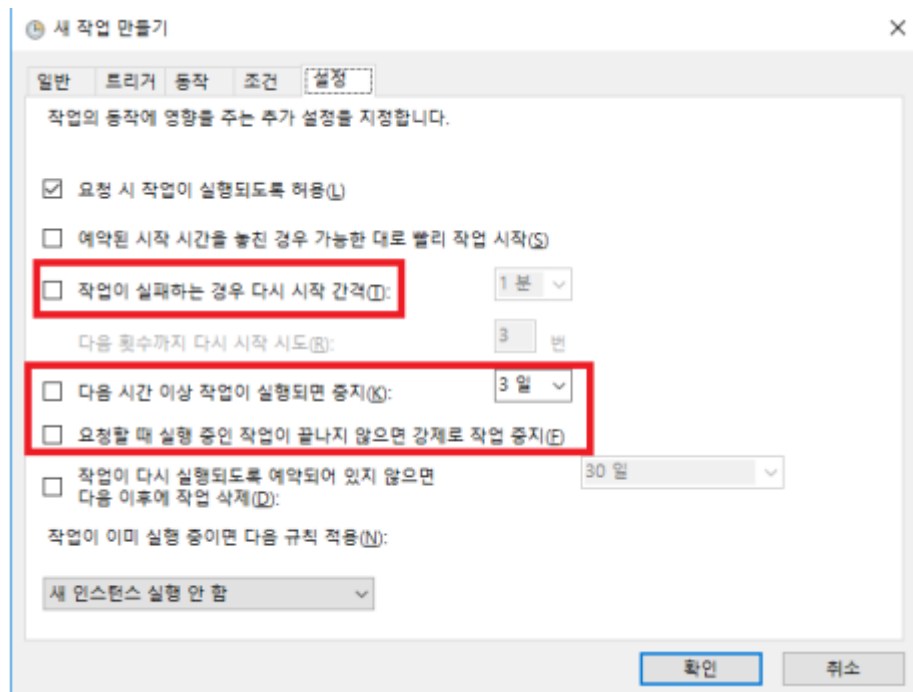 새 작업 만들기
일반 트리거 동작 조건 설정
작업의 동작에 영향을 주는 추가 설정을 지정합니다.
요청 시 작업이 실행되도록 허용(L)
예약된 시작 시간을 놓친 경우 가능한 대로 빨리 작업 시작(S)
작업이 실패하는 경우 다시 시작 간격(T): 1 분
다음 횟수까지 다시 시작 시도(R): 3 번
다음 시간 이상 작업이 실행되면 중지(K): 3 일
요청할 때 실행 중인 작업이 끝나지 않으면 강제로 작업 중지(F)
작업이 다시 실행되도록 예약되어 있지 않으면 30 일
다음 이후에 작업 삭제(D):
작업이 이미 실행 중이면 다음 규칙 적용(N):
새 인스턴스 실행 안 함
확인 취소